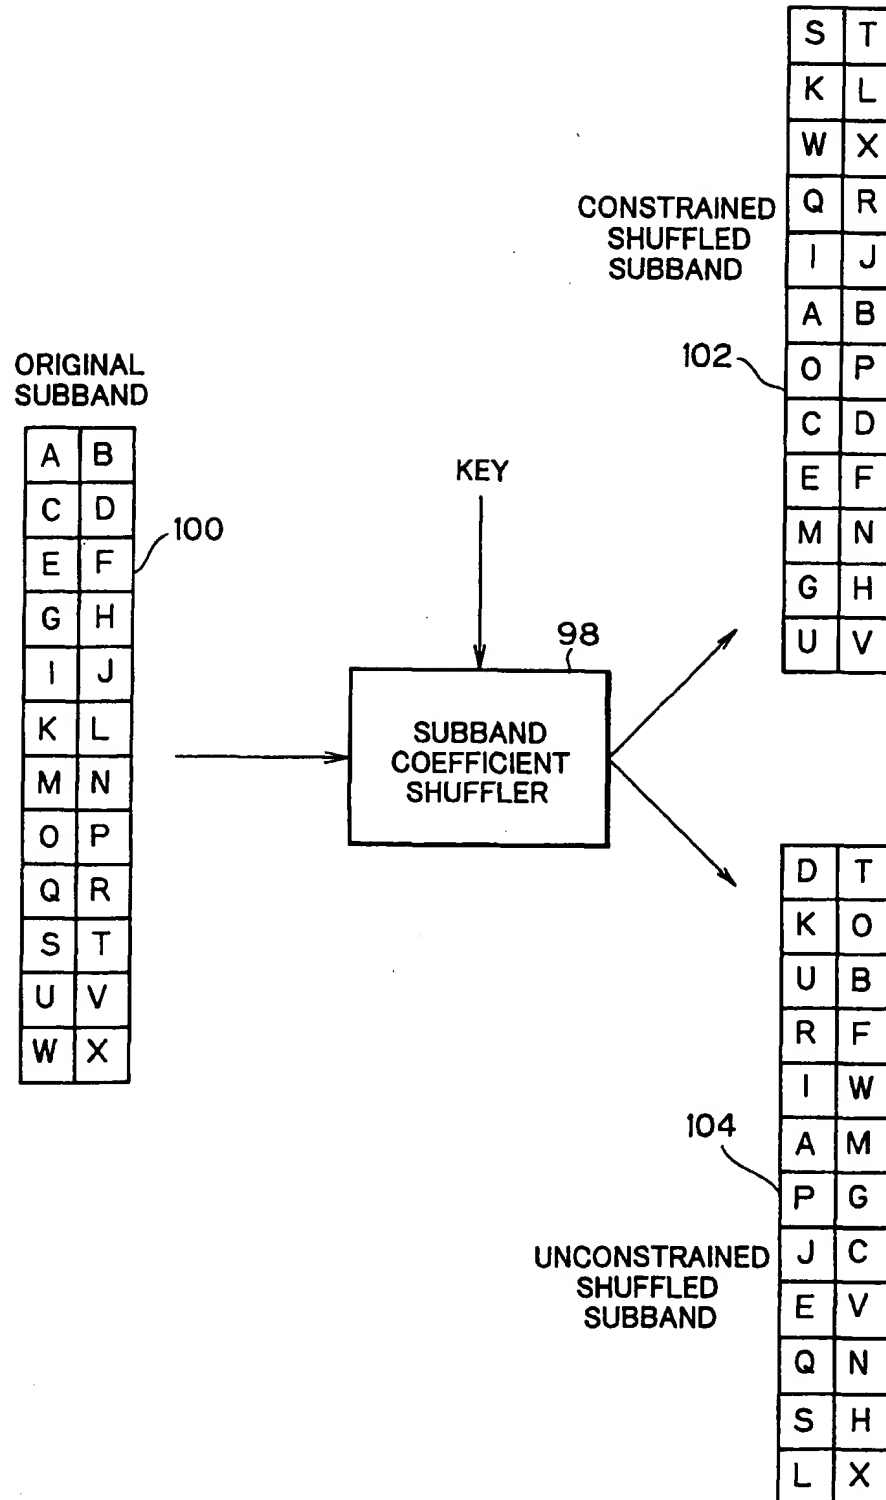 S T
K L
W X
Q R
I J
A B
O P
C D
E F
M N
G H
U V
CONSTRAINED
SHUFFLED
SUBBAND
102
ORIGINAL
SUBBAND
A B
C D
E F
G H
I J
K L
M N
O P
Q R
S T
U V
W X
100
KEY
98
SUBBAND
COEFFICIENT
SHUFFLER
D T
K O
U B
R F
I W
A M
P G
J C
E V
Q N
S H
L X
104
UNCONSTRAINED
SHUFFLED
SUBBAND